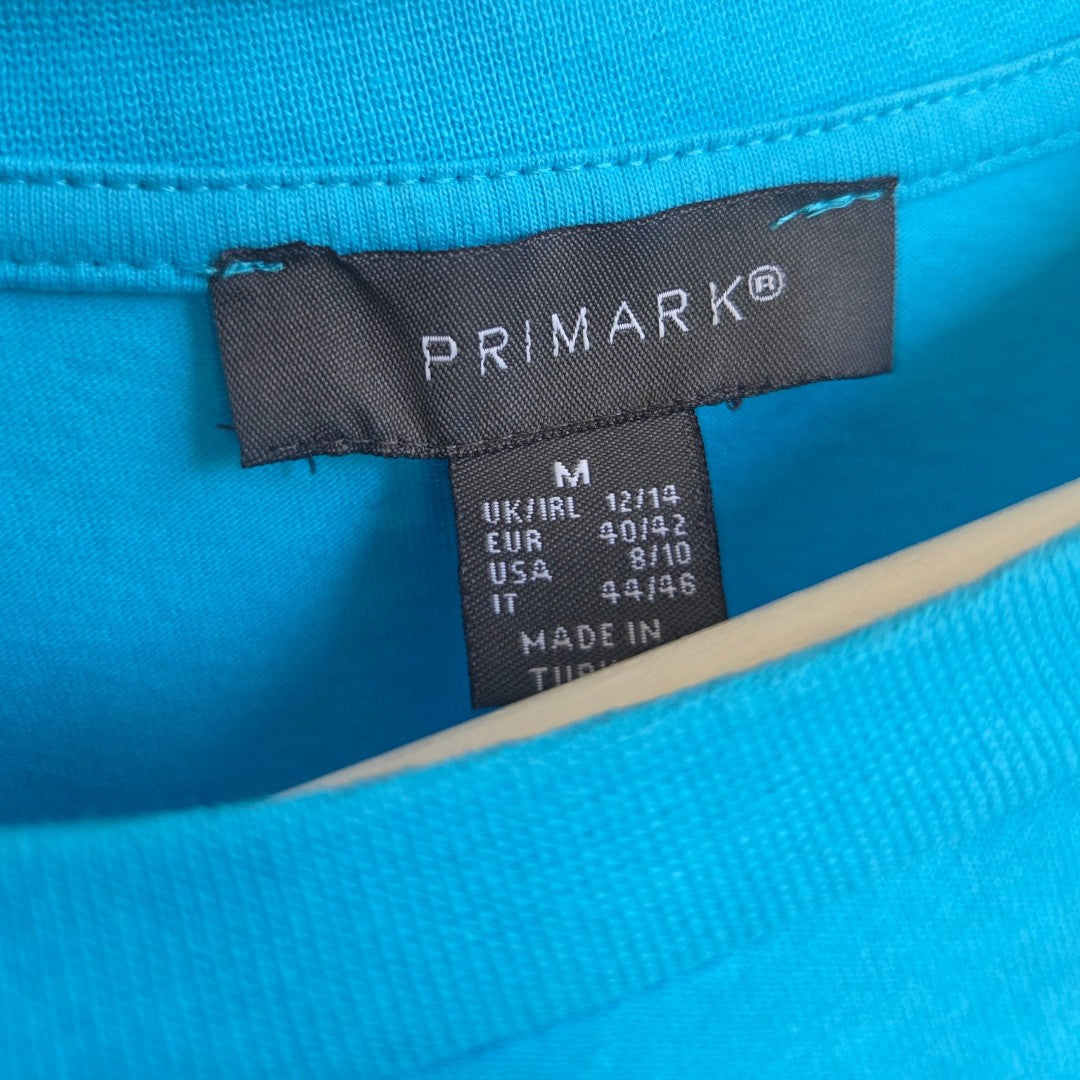 PRIMARK®
M
UK/IRL 12/14
EUR 40/42
USA 8/10
IT 44/46
MADE IN